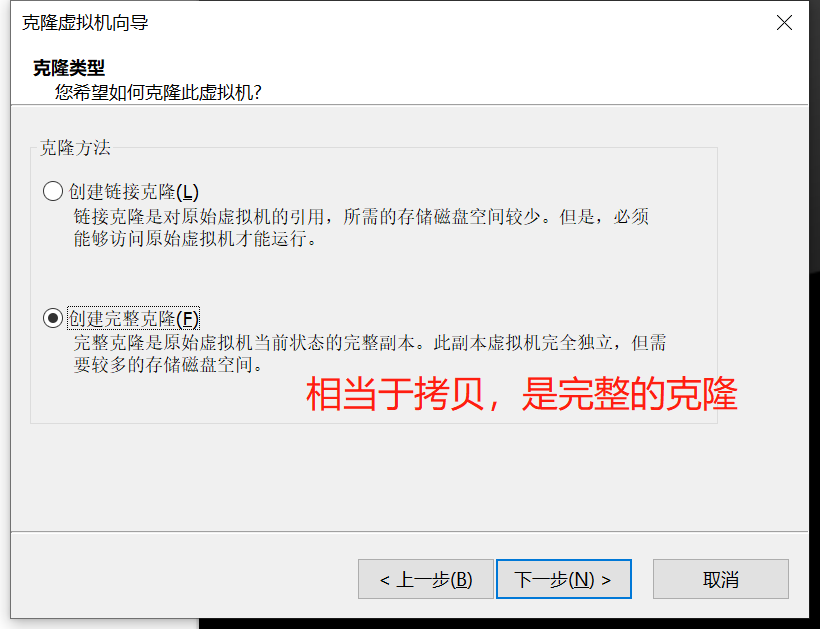 克隆虚拟机向导
克隆类型
您希望如何克隆此虚拟机?
克隆方法
创建链接克隆(L)
链接克隆是对原始虚拟机的引用，所需的存储磁盘空间较少。但是，必须
能够访问原始虚拟机才能运行。
创建完整克隆(F)
完整克隆是原始虚拟机当前状态的完整副本。此副本虚拟机完全独立，但需
要较多的存储磁盘空间。
相当于拷贝，是完整的克隆
< 上一步(B)
下一步(N) >
取消